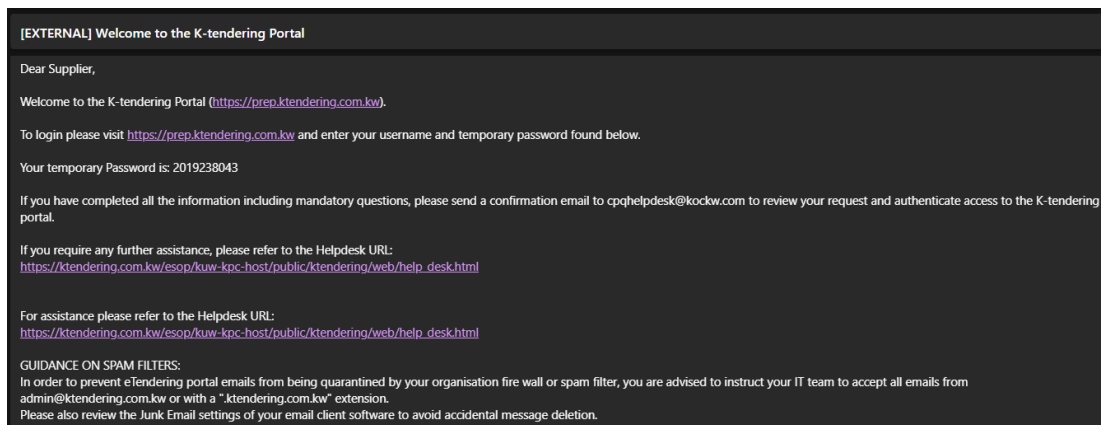 [EXTERNAL] Welcome to the K-tendering Portal
Dear Supplier,
Welcome to the K-tendering Portal (https://prep.ktendering.com.kw).
To login please visit https://prep.ktendering.com.kw and enter your username and temporary password found below.
Your temporary Password is: 2019238043
If you have completed all the information including mandatory questions, please send a confirmation email to cpqhelpdesk@kockw.com to review your request and authenticate access to the K-tendering
portal.
If you require any further assistance, please refer to the Helpdesk URL:
https://ktendering.com.kw/esop/kuw-kpc-host/public/ktendering/web/help_desk.html
For assistance please refer to the Helpdesk URL:
https://ktendering.com.kw/esop/kuw-kpc-host/public/ktendering/web/help_desk.html
GUIDANCE ON SPAM FILTERS:
In order to prevent eTendering portal emails from being quarantined by your organisation fire wall or spam filter, you are advised to instruct your IT team to accept all emails from
admin@ktendering.com.kw or with a ".ktendering.com.kw" extension.
Please also review the Junk Email settings of your email client software to avoid accidental message deletion.